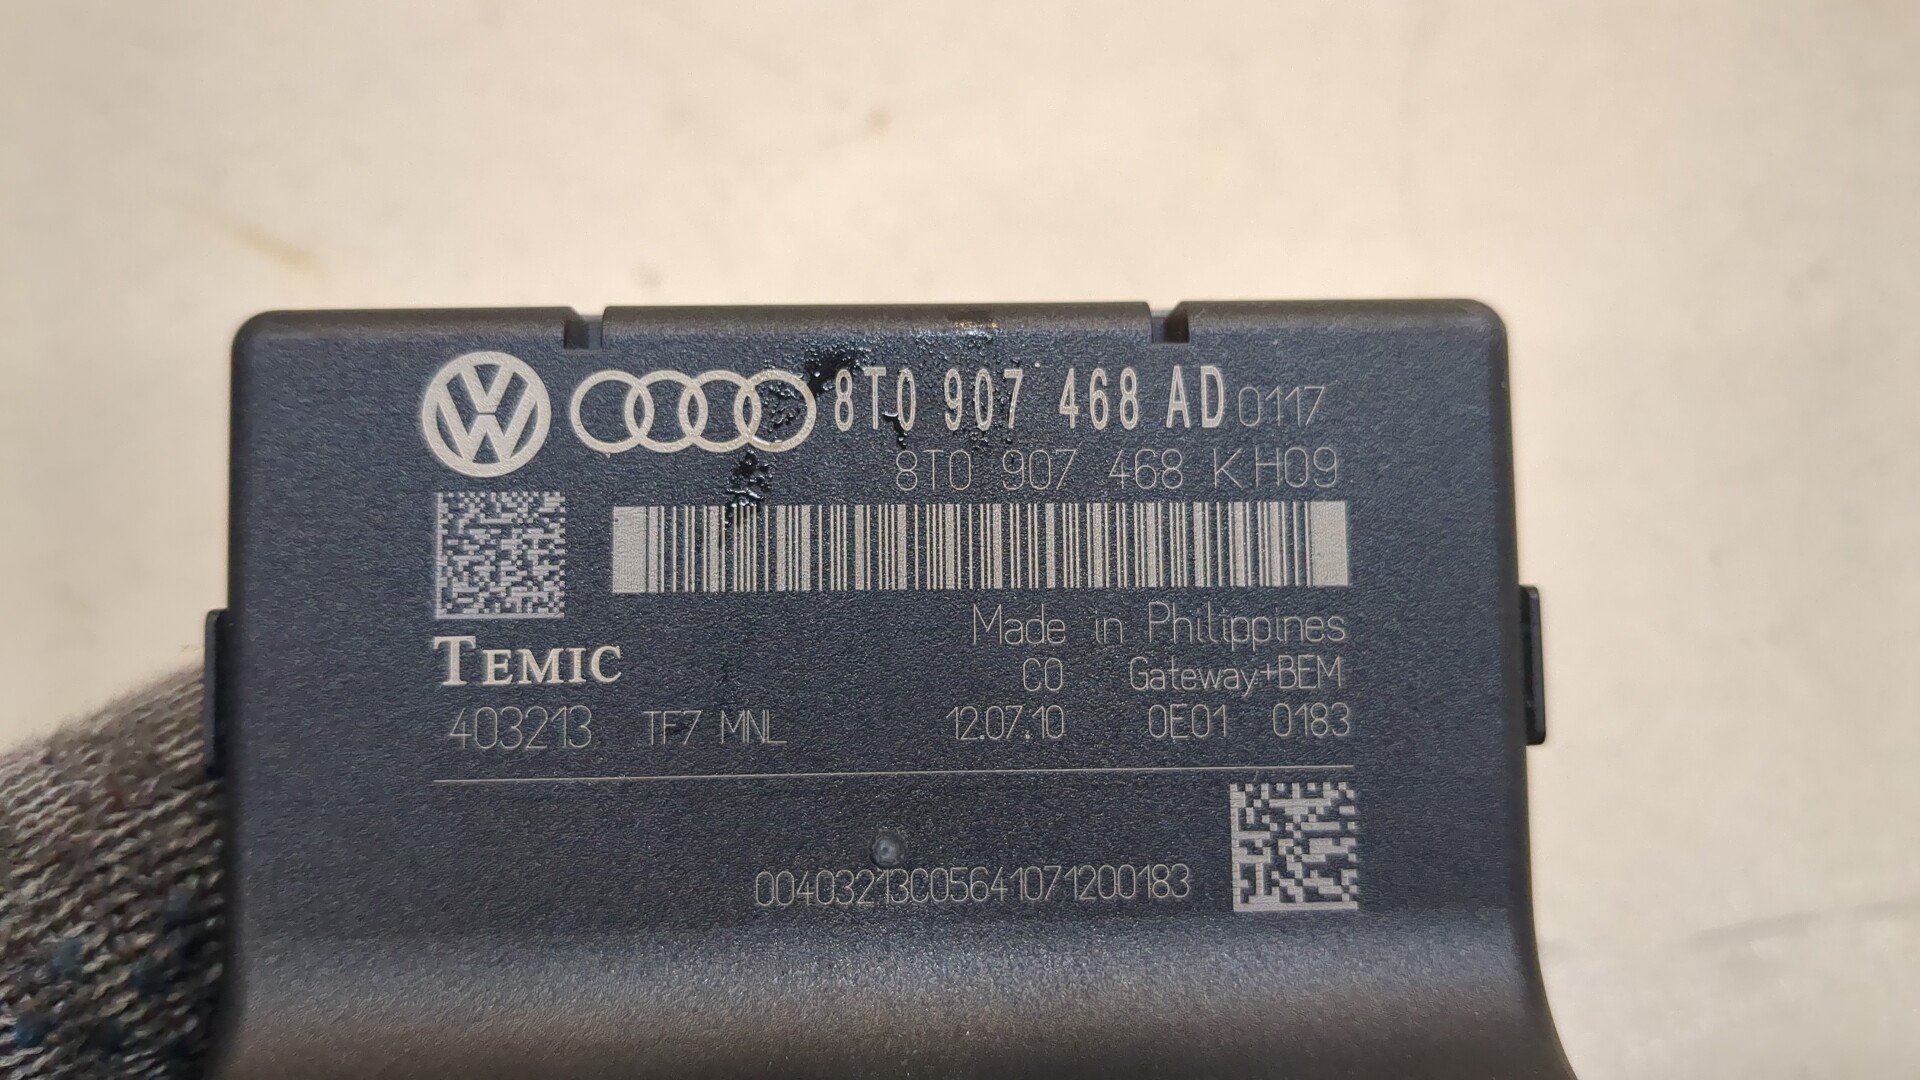 8T0 907 468 AD 0117
8T0 907 468 K H09
Made in Philippines
TEMIC
C0 Gateway+BEM
403213 TF7 MNL 12.07.10 0E01 0183
00403213C05641071200183